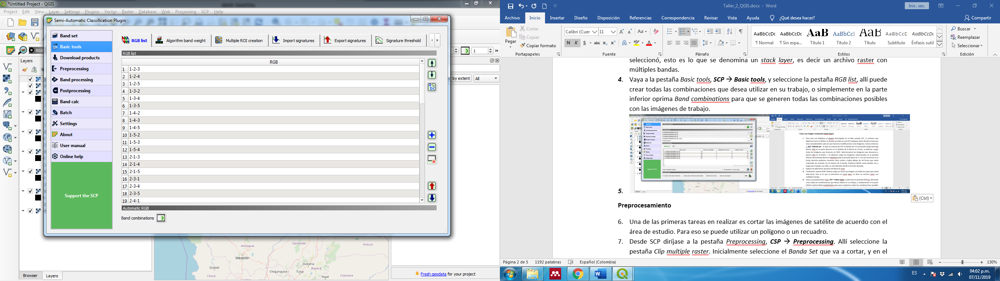 *Untitled Project - QGIS
Project Edit View Layer Settings Plugins Vector Raster Database Web Processing SCP Help
Semi-Automatic Classification Plugin
Band set
Basic tools
Download products
Preprocessing
Band processing
Postprocessing
Band calc
Batch
Settings
About
User manual
Online help
Support the SCP
RGB list
Algorithm band weight
Multiple ROI creation
Import signatures
Export signatures
Signature threshold
RGB list
RGB
1 1-2-3
2 1-2-4
3 1-2-5
4 1-3-2
5 1-3-4
6 1-3-5
7 1-4-2
8 1-4-3
9 1-4-5
10 1-5-2
11 1-5-3
12 1-5-4
13 2-1-3
14 2-1-4
15 2-1-5
16 2-3-1
17 2-3-4
18 2-3-5
19 2-4-1
Automatic RGB
Band combinations
RGB
1
Layers
by extent
All
Antioquia
Medellín
Arauca
Quibdó
Chocó
Duitama
Chiquinquirá
Tunja
Boyacá
Yopal
Casanare
Browser
Layers
Fresh geodata for your project
Taller_2_QGIS.docx - Word
Inic. ses.
Archivo Inicio Insertar Diseño Disposición Referencias Correspondencia Revisar Vista Ayuda ¿Qué desea hacer? Compartir
Pegar
Cortar
Copiar
Copiar formato
Portapapeles
Calibri (Cuer 11
N K S abc x₂ x²
Fuente
Párrafo
AaBbCcDc AaBbCcDc AaB AaBbCcI AaB AaBbCcD AaBbCcDc
¶ Normal ¶ Sin espa... Título 1 Título 2 Título Subtítulo Énfasis sutil
Estilos
Buscar
Reemplazar
Seleccionar
Edición
seleccionó, esto es lo que se denomina un stack layer, es decir un archivo raster con
múltiples bandas.
4. Vaya a la pestaña Basic tools, SCP → Basic tools, y seleccione la pestaña RGB list, allí puede
crear todas las combinaciones que desea utilizar en su trabajo, o simplemente en la parte
inferior oprima Band combinations para que se generen todas las combinaciones posibles
con las imágenes de trabajo.
5.
(Ctrl)
Preprocesamiento
6. Una de las primeras tareas en realizar es cortar las imágenes de satélite de acuerdo con el
área de estudio. Para eso se puede utilizar un polígono o un recuadro.
7. Desde SCP diríjase a la pestaña Preprocessing, CSP → Preprocessing. Allí seleccione la
pestaña Clip multiple raster. Inicialmente seleccione el Banda Set que va a cortar, y en el
Página 2 de 5 1192 palabras Español (Colombia) 130%
ES
04:02 p.m.
07/11/2019